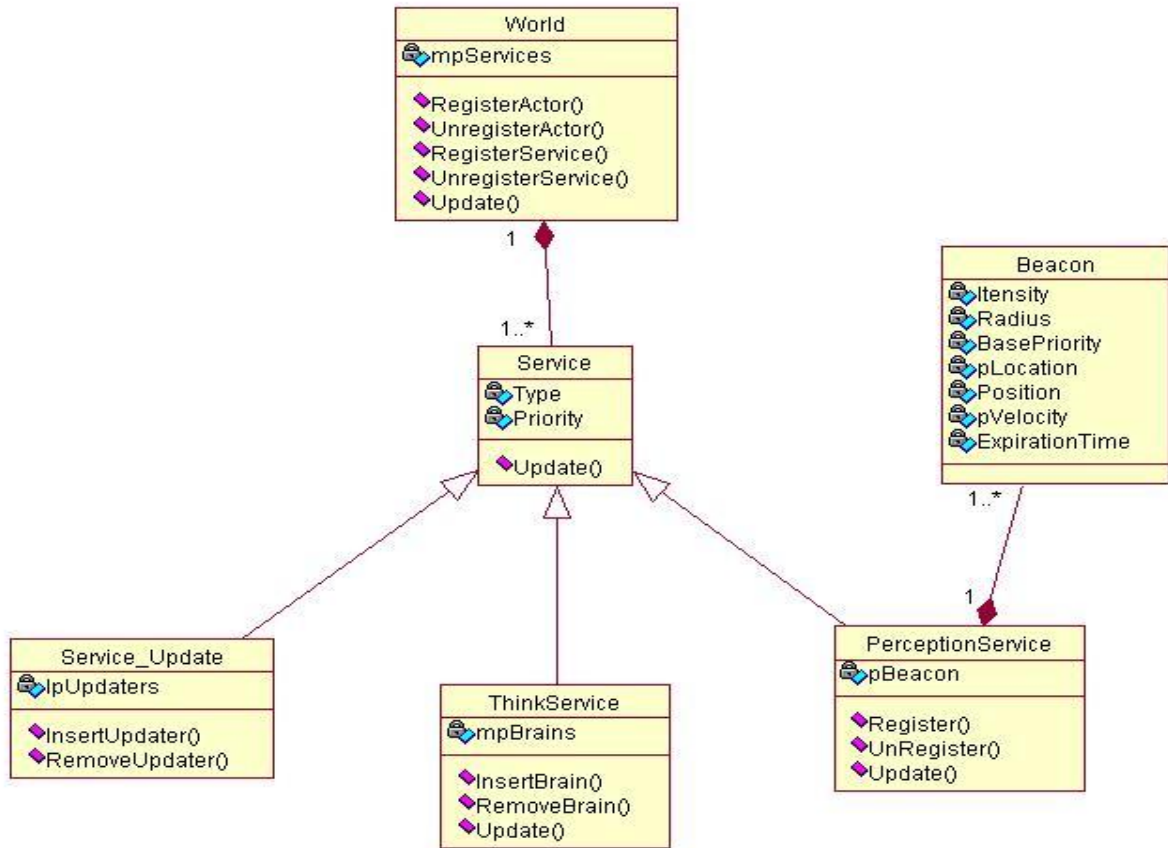 World
mpServices
RegisterActor()
UnregisterActor()
RegisterService()
UnregisterService()
Update()
1
1..*
Service
Type
Priority
Update()
Beacon
Itensity
Radius
BasePriority
pLocation
Position
pVelocity
ExpirationTime
1..*
1
Service_Update
lpUpdaters
InsertUpdater()
RemoveUpdater()
ThinkService
mpBrains
InsertBrain()
RemoveBrain()
Update()
PerceptionService
pBeacon
Register()
UnRegister()
Update()